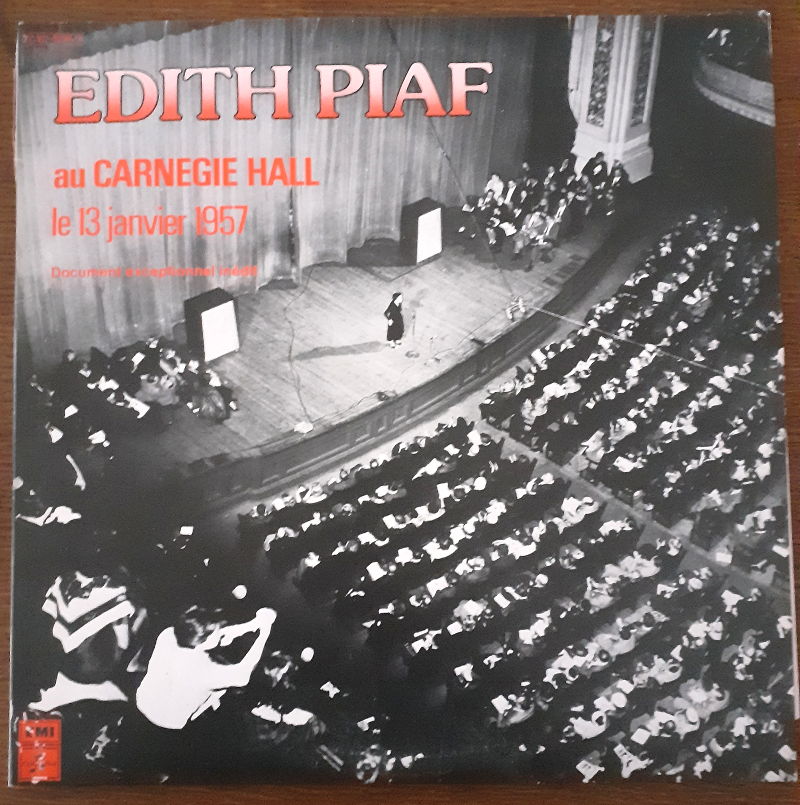 EDITH PIAF
au CARNEGIE HALL
le 13 janvier 1957
Document exceptionnel inédit
EMI